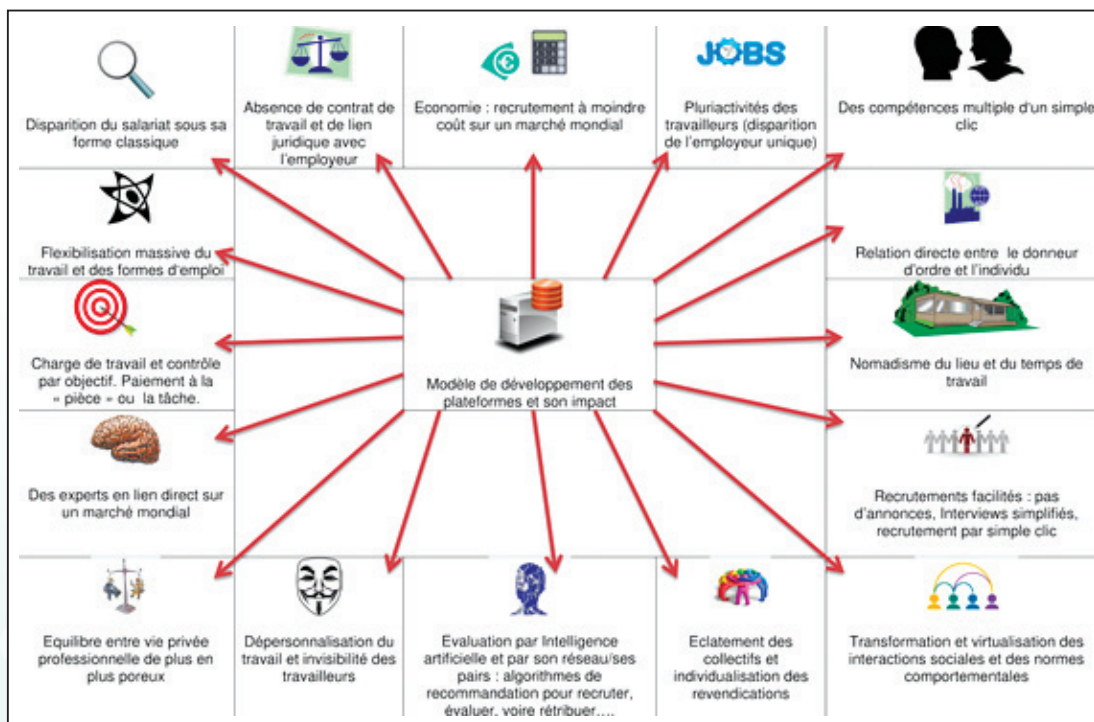 Disparition du salariat sous sa
forme classique
Absence de contrat de
travail et de lien
juridique avec
l'employeur
Economie : recrutement à moindre
coût sur un marché mondial
JOBS
Pluriactivités des
travailleurs (disparition
de l'employeur unique)
Des compétences multiple d'un simple
clic
Flexibilisation massive du
travail et des formes d'emploi
Relation directe entre le donneur
d'ordre et l'individu
Charge de travail et contrôle
par objectif. Paiement à la
« pièce » ou la tâche.
Modèle de développement des
plateformes et son impact
Nomadisme du lieu et du temps de
travail
Des experts en lien direct sur
un marché mondial
Recrutements facilités : pas
d'annonces, Interviews simplifiés,
recrutement par simple clic
Equilibre entre vie privée
professionnelle de plus en
plus poreux
Dépersonnalisation du
travail et invisibilité des
travailleurs
Evaluation par Intelligence
artificielle et par son réseau/ses
pairs : algorithmes de
recommandation pour recruter,
évaluer, voire rétribuer,...
Eclatement des
collectifs et
individualisation des
revendications
Transformation et virtualisation des
interactions sociales et des normes
comportementales